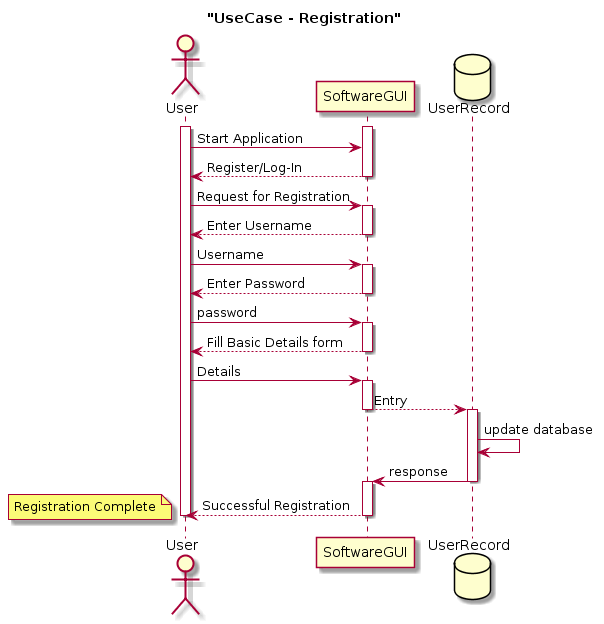 "UseCase - Registration"
User
SoftwareGUI
UserRecord
Start Application
Register/Log-In
Request for Registration
Enter Username
Username
Enter Password
password
Fill Basic Details form
Details
Entry
update database
response
Successful Registration
Registration Complete
User
SoftwareGUI
UserRecord